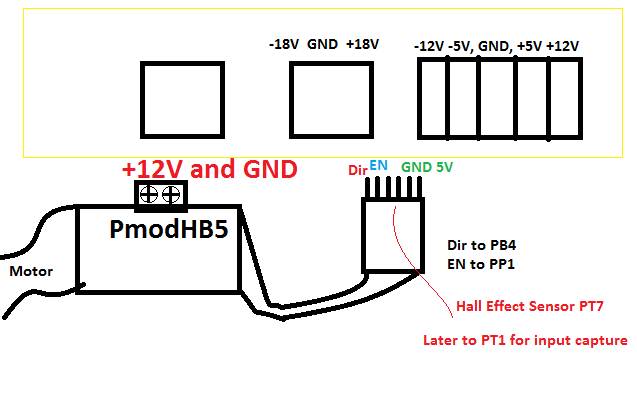 -18V GND +18V
-12V -5V, GND, +5V +12V
+12V and GND
Dir
EN
GND 5V
PmodHB5
Motor
Dir to PB4
EN to PP1
Hall Effect Sensor PT7
Later to PT1 for input capture